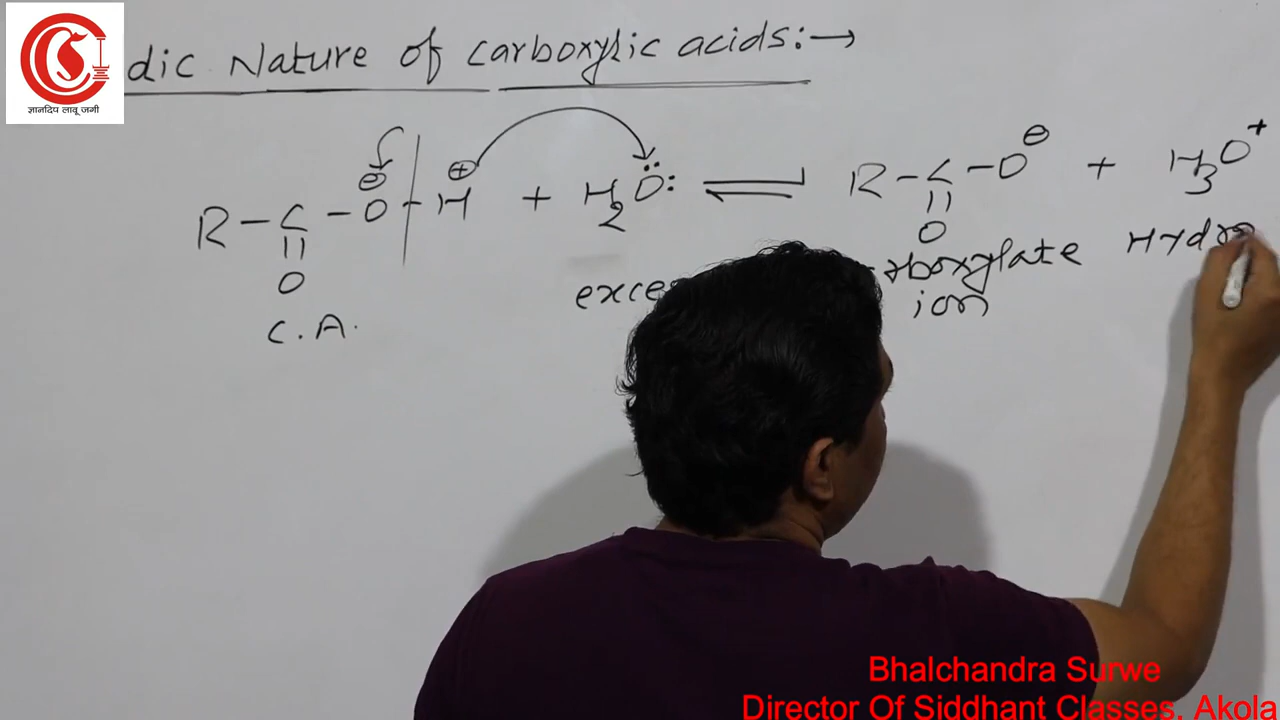 ज्ञानदिप लावू जगी
dic Nature of carboxylic acids:→
R – C – O⊖ – H⊕ + H2O ⇌ R – C – O⊖ + H3O+
O O
C.A. exce rboxylate Hydro
ion
Bhalchandra Surwe
Director Of Siddhant Classes, Akola